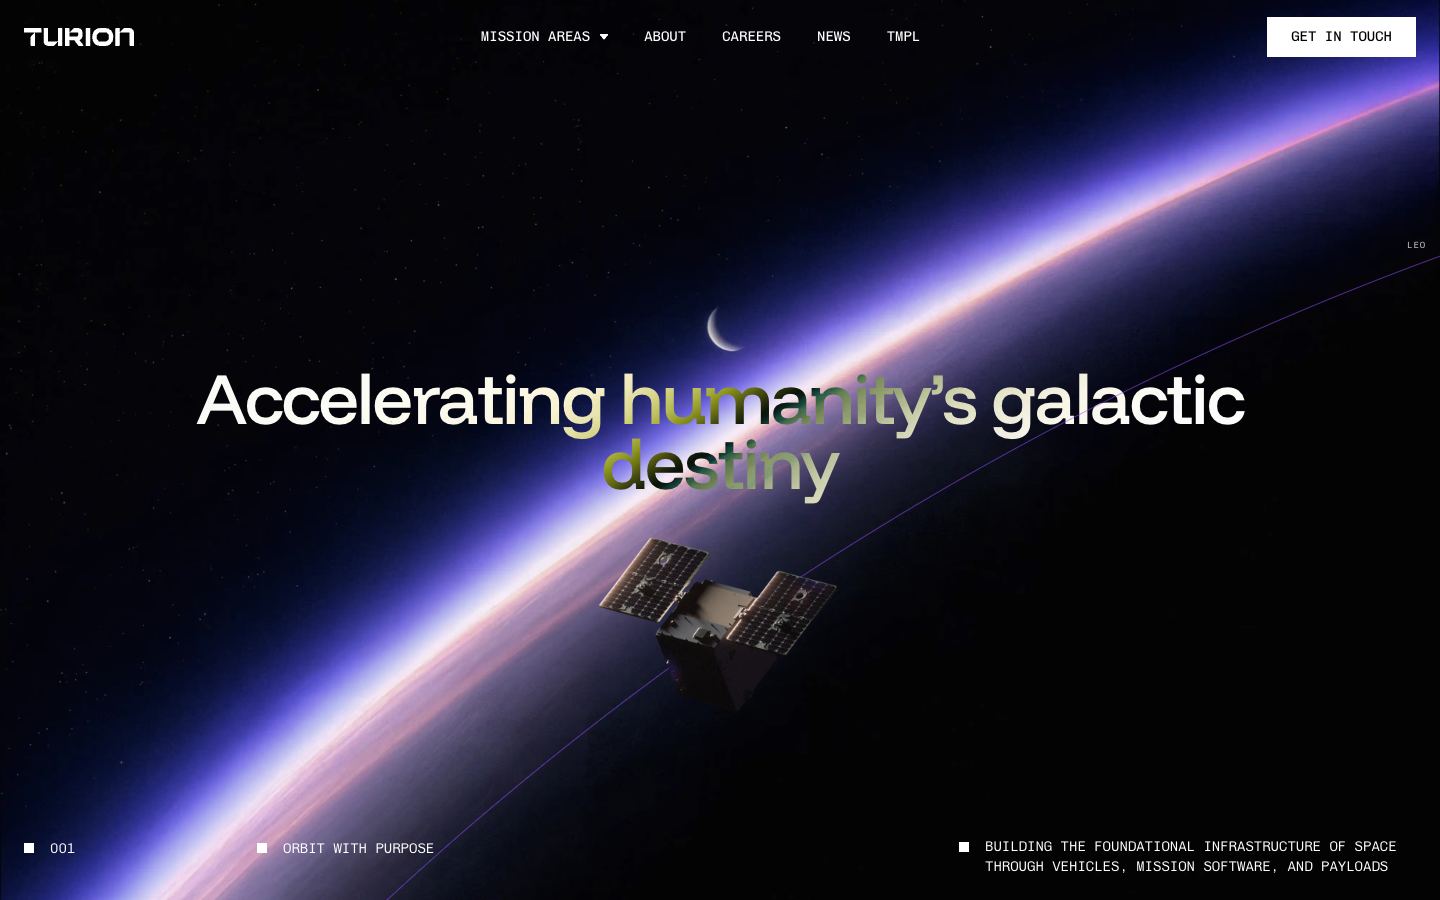 TURION
MISSION AREAS
ABOUT
CAREERS
NEWS
TMPL
GET IN TOUCH
LEO
Accelerating humanity’s galactic
destiny
001
ORBIT WITH PURPOSE
BUILDING THE FOUNDATIONAL INFRASTRUCTURE OF SPACE
THROUGH VEHICLES, MISSION SOFTWARE, AND PAYLOADS